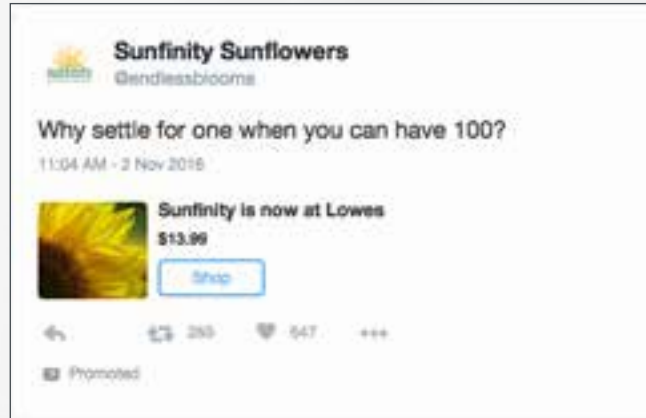 Sunfinity Sunflowers
@endlessblooms
Why settle for one when you can have 100?
11:04 AM - 2 Nov 2016
Sunfinity is now at Lowes
$13.99
Shop
647
Promoted